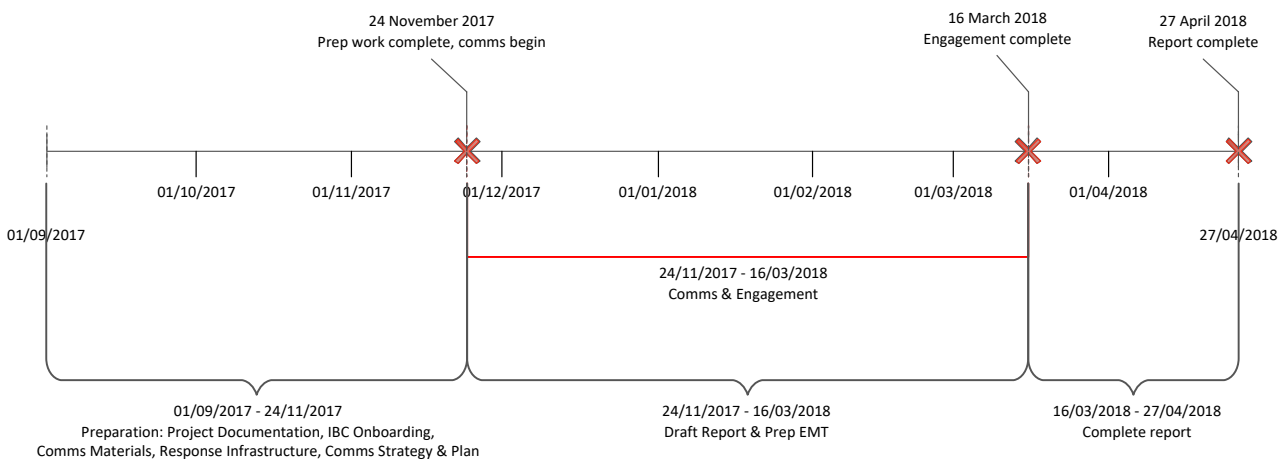 24 November 2017
Prep work complete, comms begin
16 March 2018
Engagement complete
27 April 2018
Report complete
01/10/2017
01/11/2017
01/12/2017
01/01/2018
01/02/2018
01/03/2018
01/04/2018
01/09/2017
27/04/2018
24/11/2017 - 16/03/2018
Comms & Engagement
01/09/2017 - 24/11/2017
Preparation: Project Documentation, IBC Onboarding,
Comms Materials, Response Infrastructure, Comms Strategy & Plan
24/11/2017 - 16/03/2018
Draft Report & Prep EMT
16/03/2018 - 27/04/2018
Complete report